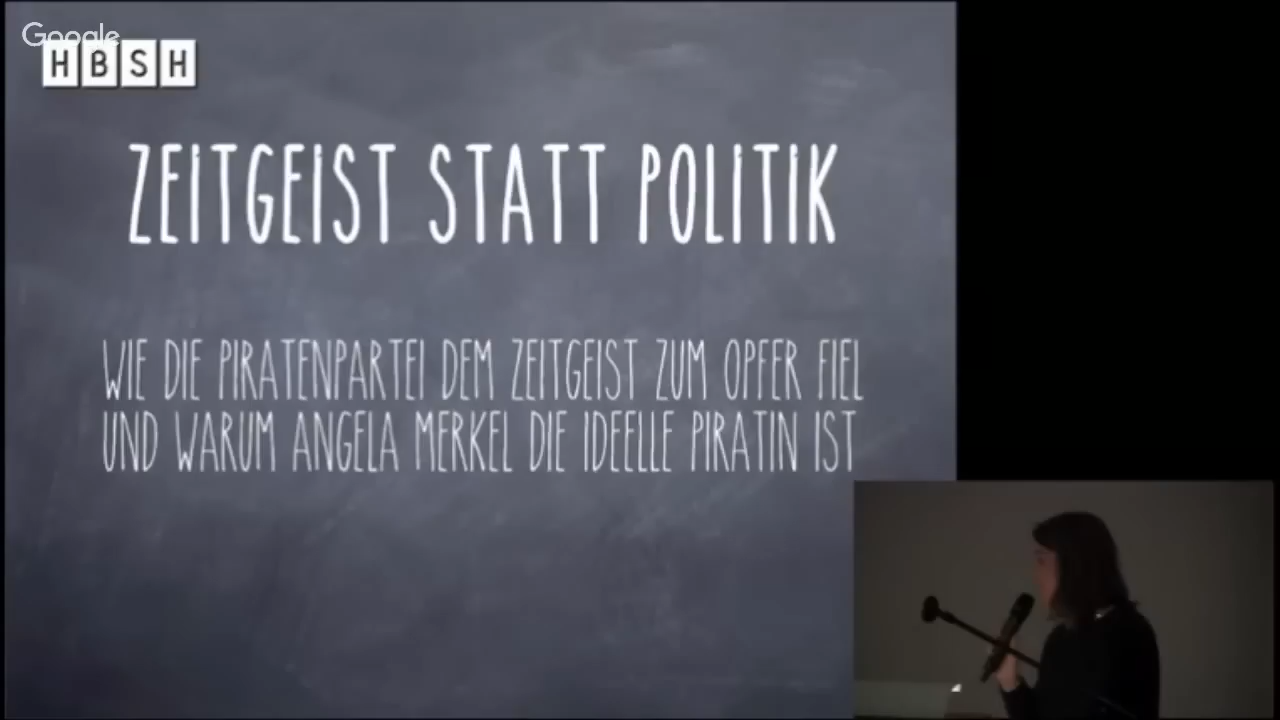 Google
HBSH
ZEITGEIST STATT POLITIK
WIE DIE PIRATENPARTEI DEM ZEITGEIST ZUM OPFER FIEL
UND WARUM ANGELA MERKEL DIE IDEELLE PIRATIN IST